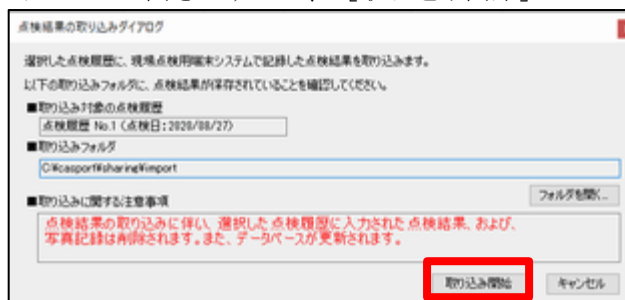 点検結果の取り込みダイアログ
選択した点検履歴に、現場点検用端末システムで記録した点検結果を取り込みます。
以下の取り込みフォルダに、点検結果が保存されていることを確認してください。
■取り込み対象の点検履歴
点検履歴 No.1 (点検日:2020/08/27)
■取り込みフォルダ
C:¥casport¥sharing¥import
フォルダを開く...
■取り込みに関する注意事項
点検結果の取り込みに伴い、選択した点検履歴に入力された点検結果、および、
写真記録は削除されます。また、データベースが更新されます。
取り込み開始 キャンセル